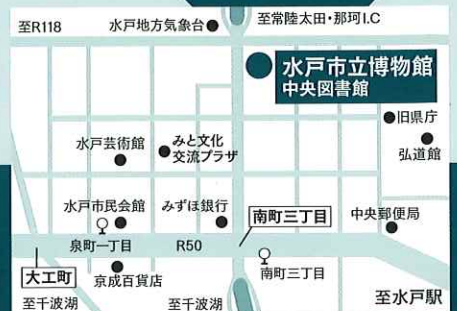 至R118
水戸地方気象台
至常陸太田・那珂I.C
水戸市立博物館
中央図書館
旧県庁
弘道館
水戸芸術館
みと文化
交流プラザ
水戸市民会館
みずほ銀行
南町三丁目
中央郵便局
泉町一丁目
R50
大工町
京成百貨店
南町三丁目
至千波湖
至千波湖
至水戸駅